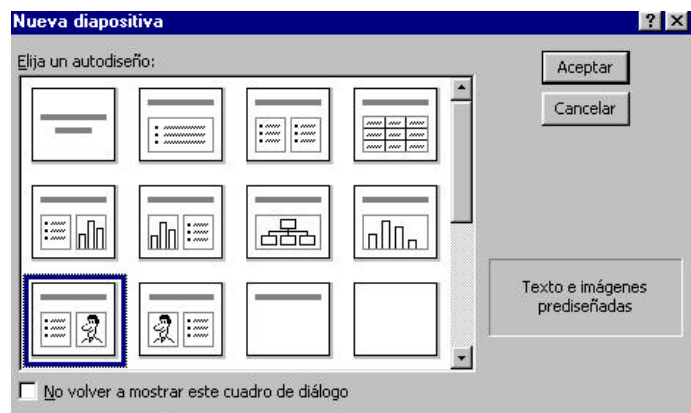 Nueva diapositiva
Elija un autodiseño:
Aceptar
Cancelar
Texto e imágenes
prediseñadas
No volver a mostrar este cuadro de diálogo